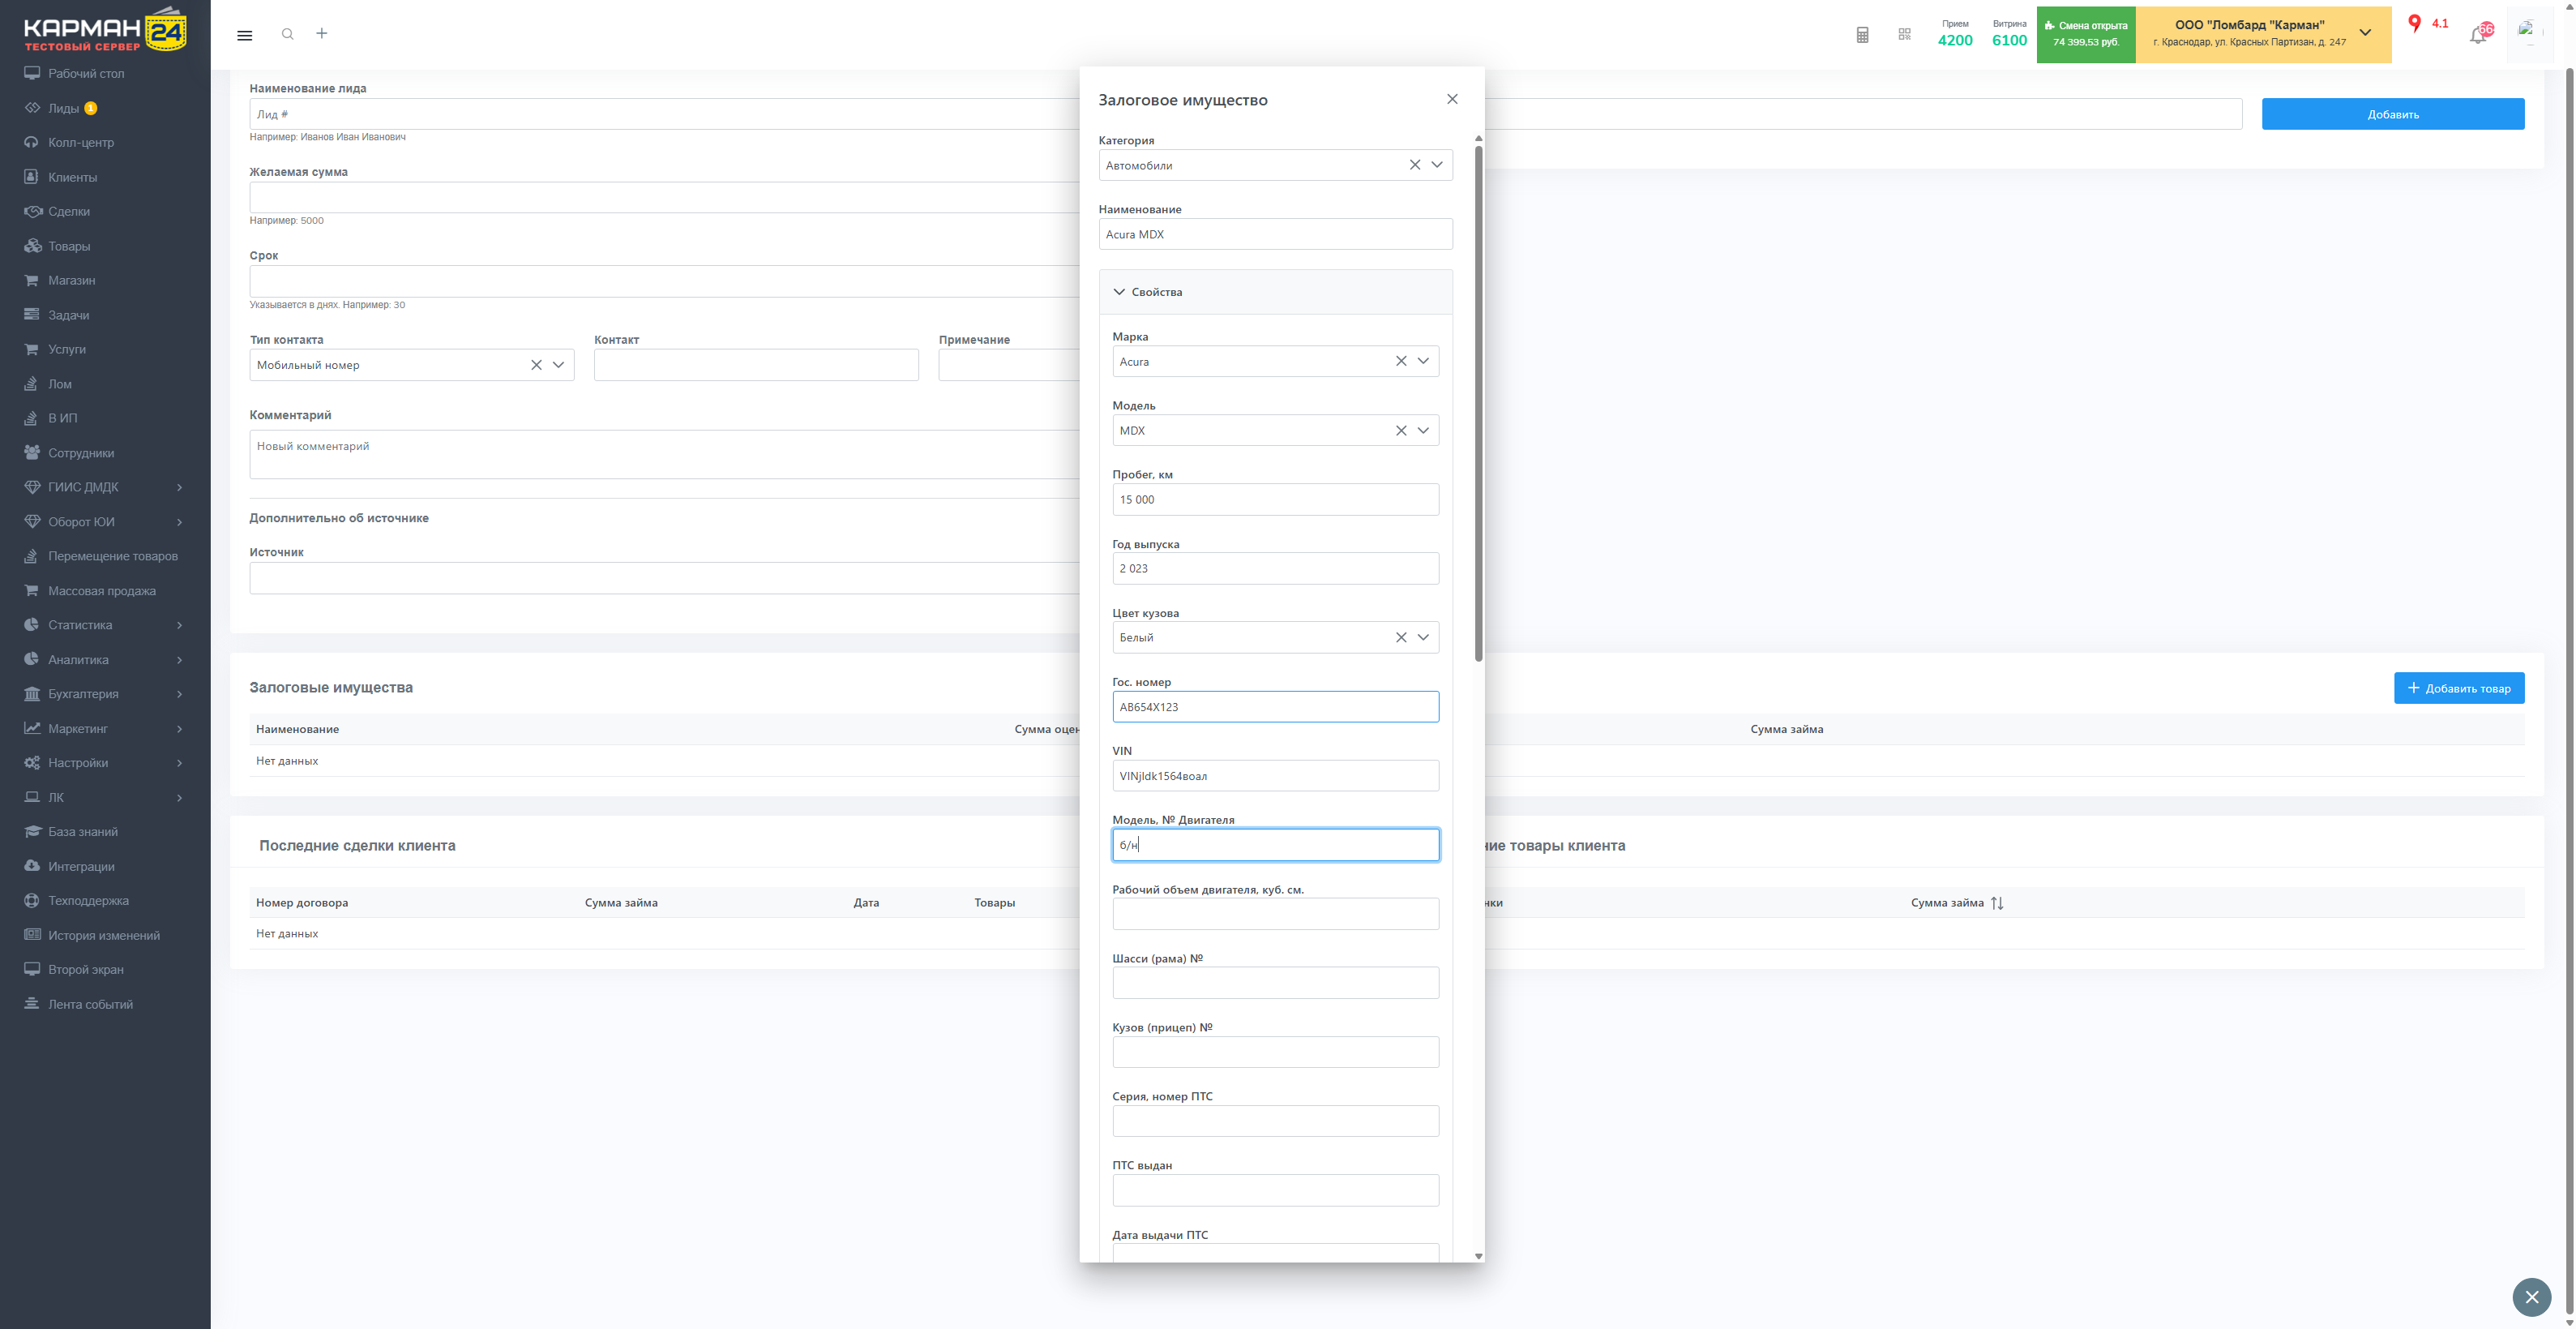 КАРМАН 24
ТЕСТОВЫЙ СЕРВЕР
Рабочий стол
Лиды 1
Колл-центр
Клиенты
Сделки
Товары
Магазин
Задачи
Услуги
Лом
В ИП
Сотрудники
ГИИС ДМДК
Оборот ЮИ
Перемещение товаров
Массовая продажа
Статистика
Аналитика
Бухгалтерия
Маркетинг
Настройки
ЛК
База знаний
Интеграции
Техподдержка
История изменений
Второй экран
Лента событий
Прием
4200
Витрина
6100
Смена открыта
74 399,53 руб.
ООО "Ломбард "Карман"
г. Краснодар, ул. Красных Партизан, д. 247
4.1
66
Наименование лида
Лид #
Например: Иванов Иван Иванович
Желаемая сумма
Например: 5000
Срок
Указывается в днях. Например: 30
Тип контакта
Контакт
Примечание
Мобильный номер
Комментарий
Новый комментарий
Дополнительно об источнике
Источник
Добавить
Залоговые имущества
Добавить товар
Наименование
Сумма оцен
Сумма займа
Нет данных
Последние сделки клиента
Номер договора
Сумма займа
Дата
Товары
Нет данных
ние товары клиента
нки
Сумма займа
Залоговое имущество
Категория
Автомобили
Наименование
Acura MDX
Свойства
Марка
Acura
Модель
MDX
Пробег, км
15 000
Год выпуска
2 023
Цвет кузова
Белый
Гос. номер
АВ654Х123
VIN
VINjldk1564воал
Модель, № Двигателя
б/н
Рабочий объем двигателя, куб. см.
Шасси (рама) №
Кузов (прицеп) №
Серия, номер ПТС
ПТС выдан
Дата выдачи ПТС